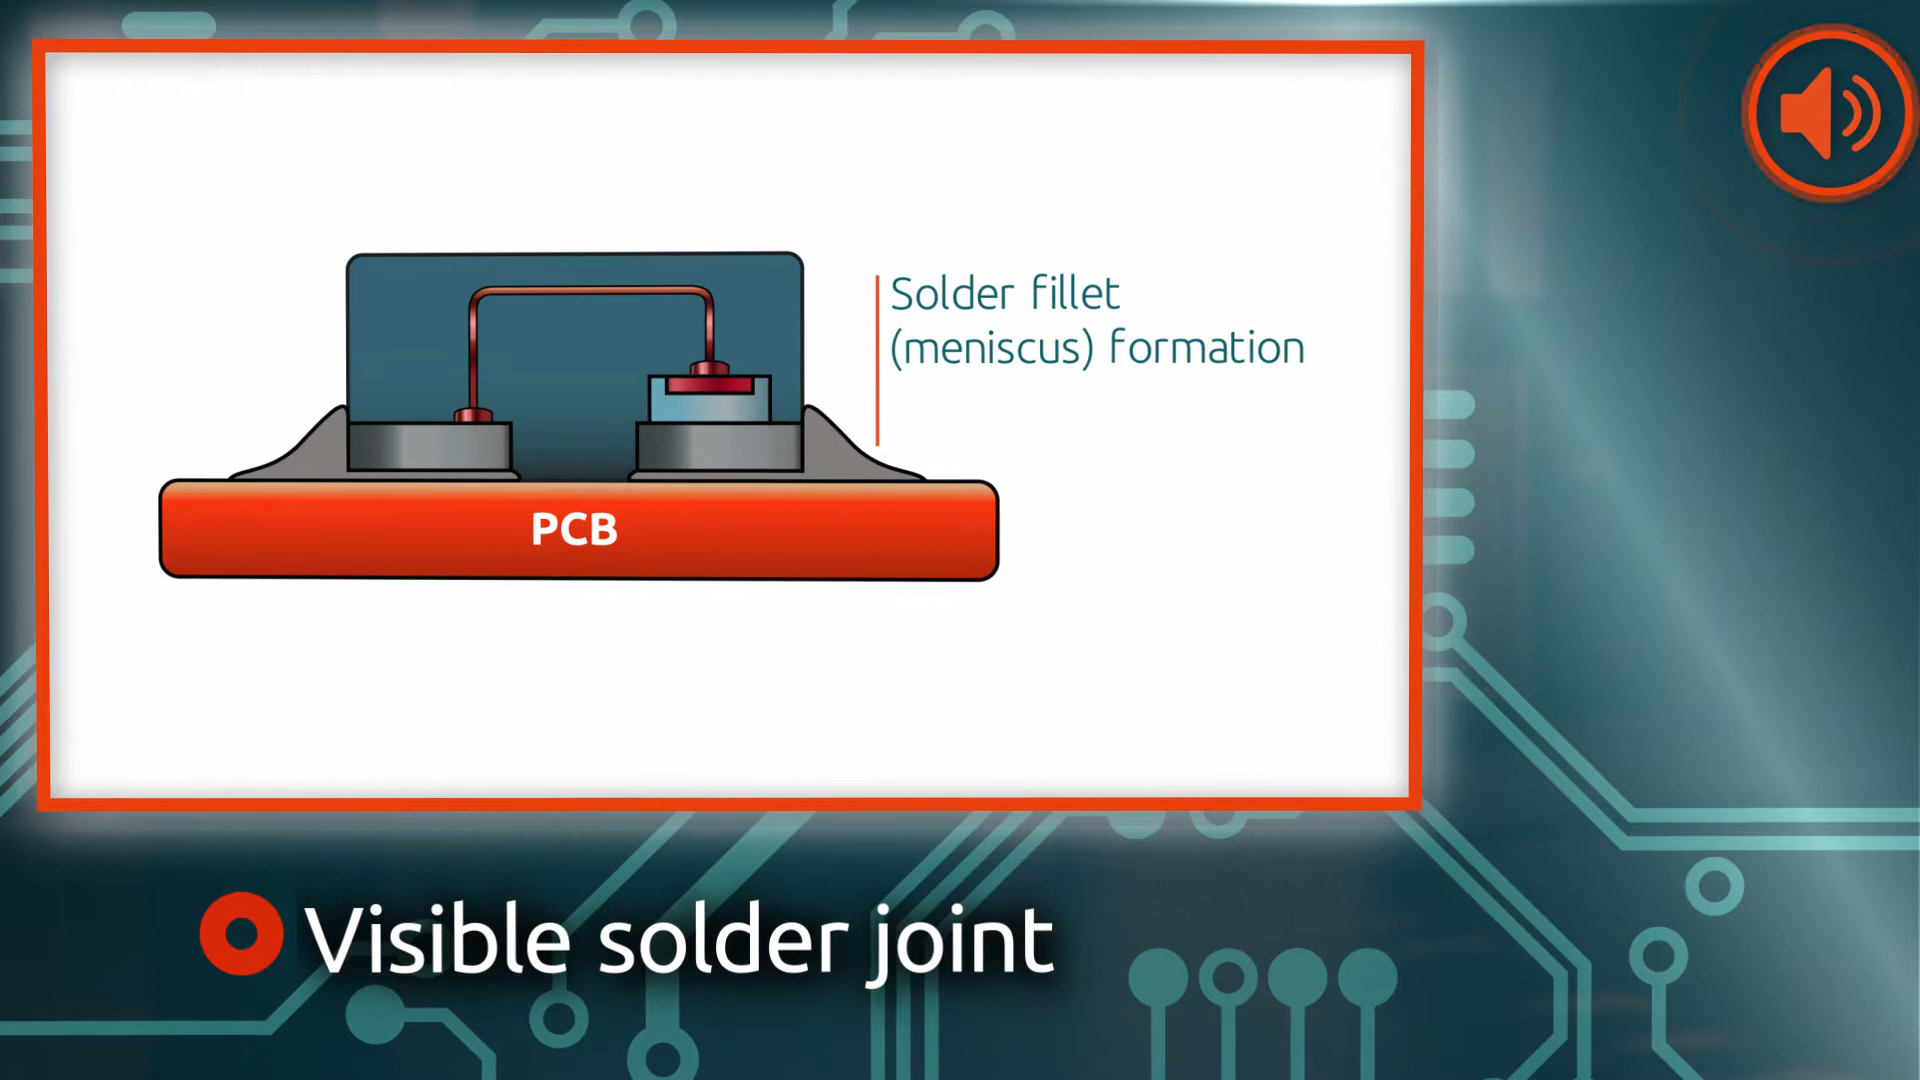 Solder fillet
(meniscus) formation
PCB
Visible solder joint